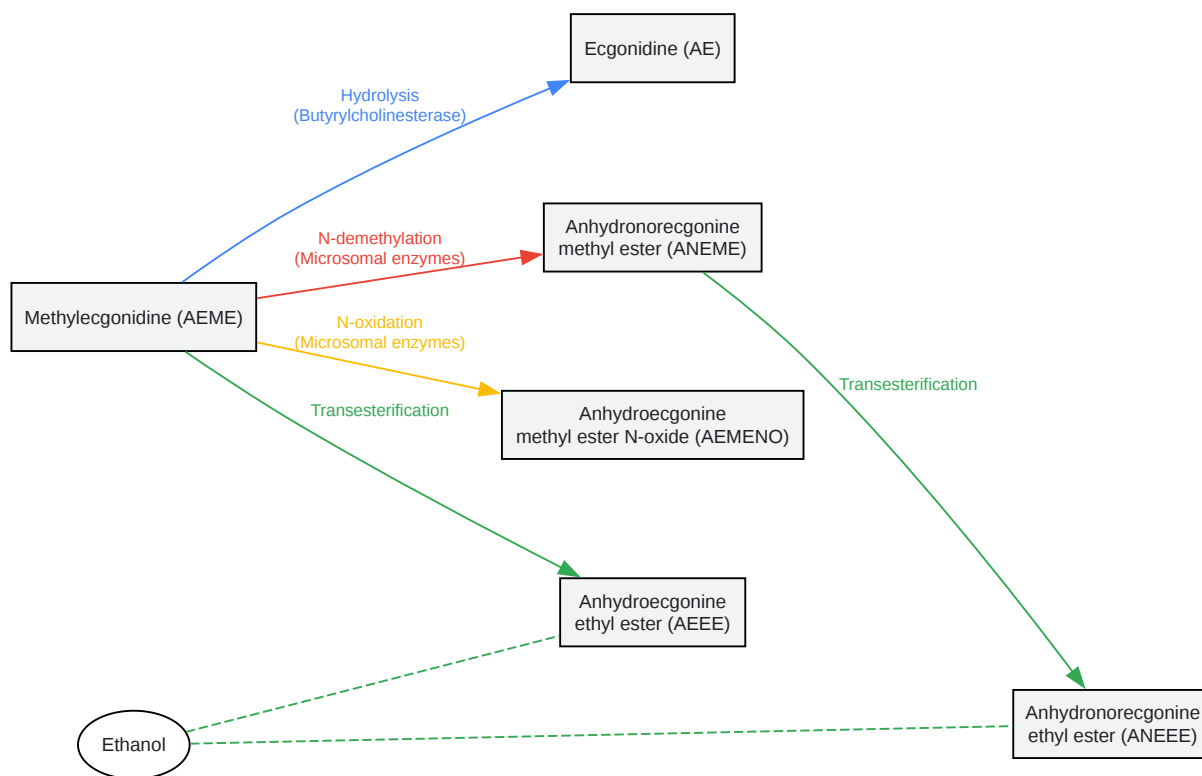 Ecgonidine (AE)
Hydrolysis
(Butyrylcholinesterase)
Anhydronorecgonine
methyl ester (ANEME)
N-demethylation
(Microsomal enzymes)
Methylecgonidine (AEME)
N-oxidation
(Microsomal enzymes)
Transesterification
Anhydroecgonine
methyl ester N-oxide (AEMENO)
Transesterification
Anhydroecgonine
ethyl ester (AEEE)
Anhydronorecgonine
ethyl ester (ANEEE)
Ethanol